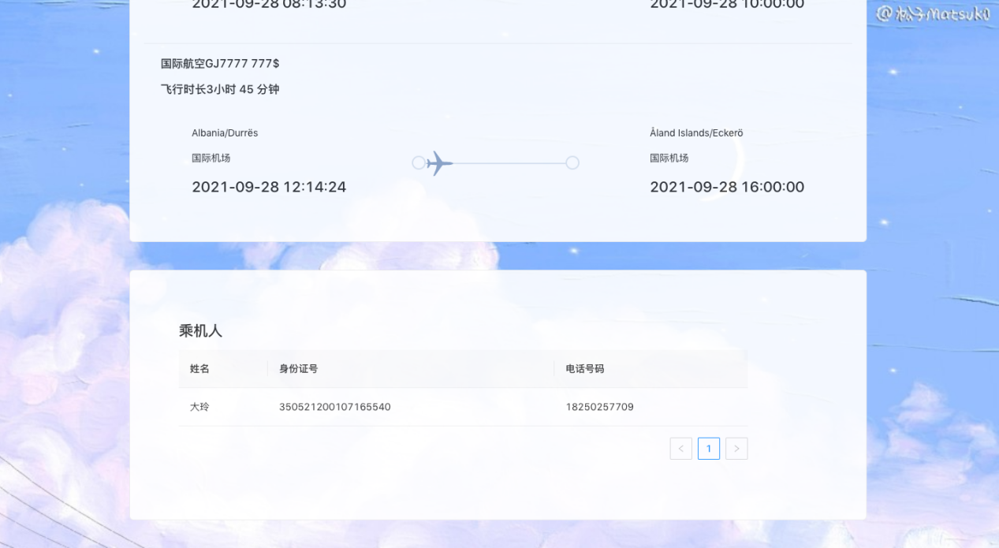 2021-09-28 08:13:30 2021-09-28 10:00:00
@松子Matsuko
国际航空GJ7777 777$
飞行时长3小时 45 分钟
Albania/Durrës Åland Islands/Eckerö
国际机场 国际机场
2021-09-28 12:14:24 2021-09-28 16:00:00
乘机人
姓名 身份证号 电话号码
大玲 350521200107165540 18250257709
< 1 >